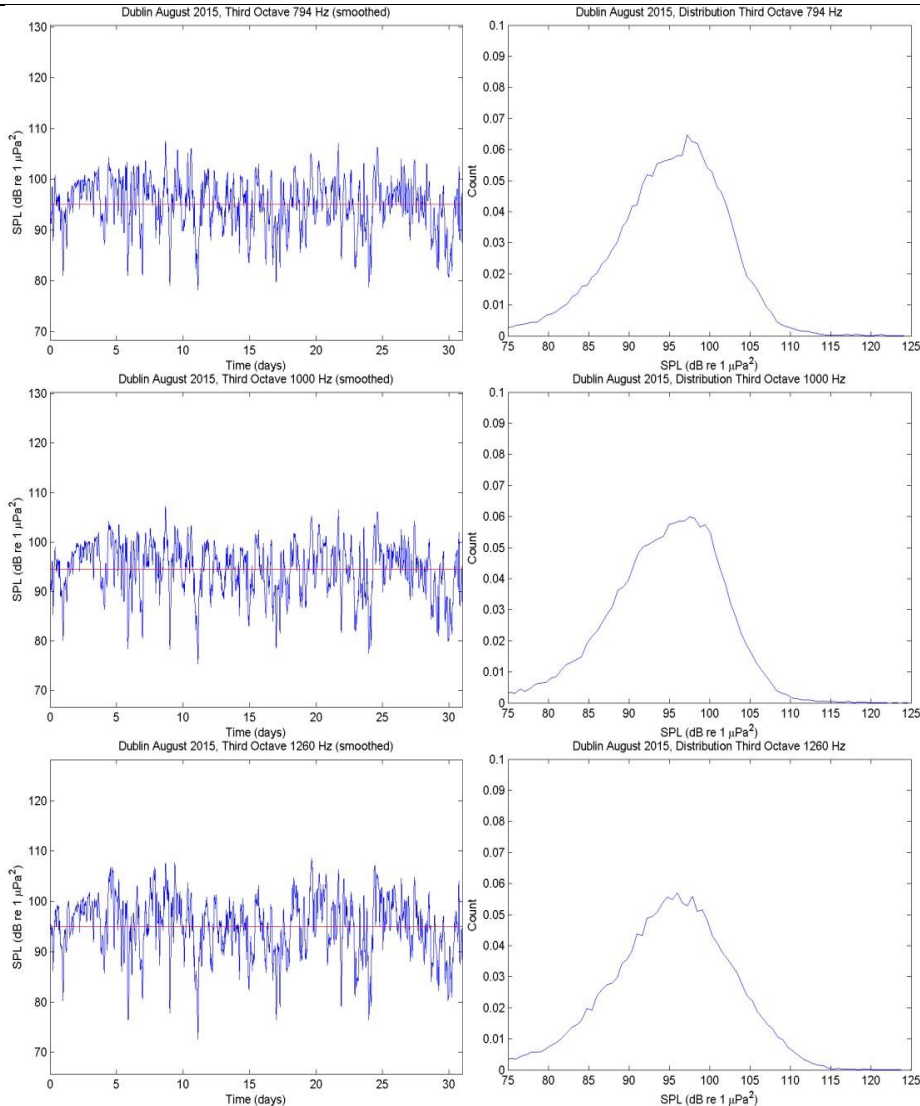 Dublin August 2015, Third Octave 794 Hz (smoothed)
130
120
110
100
90
80
70
SPL (dB re 1 μPa²)
0 5 10 15 20 25 30
Time (days)
Dublin August 2015, Distribution Third Octave 794 Hz
0.1
0.09
0.08
0.07
0.06
0.05
0.04
0.03
0.02
0.01
0
Count
75 80 85 90 95 100 105 110 115 120 125
SPL (dB re 1 μPa²)
Dublin August 2015, Third Octave 1000 Hz (smoothed)
130
120
110
100
90
80
70
SPL (dB re 1 μPa²)
0 5 10 15 20 25 30
Time (days)
Dublin August 2015, Distribution Third Octave 1000 Hz
0.1
0.09
0.08
0.07
0.06
0.05
0.04
0.03
0.02
0.01
0
Count
75 80 85 90 95 100 105 110 115 120 125
SPL (dB re 1 μPa²)
Dublin August 2015, Third Octave 1260 Hz (smoothed)
120
110
100
90
80
70
SPL (dB re 1 μPa²)
0 5 10 15 20 25 30
Time (days)
Dublin August 2015, Distribution Third Octave 1260 Hz
0.1
0.09
0.08
0.07
0.06
0.05
0.04
0.03
0.02
0.01
0
Count
75 80 85 90 95 100 105 110 115 120 125
SPL (dB re 1 μPa²)